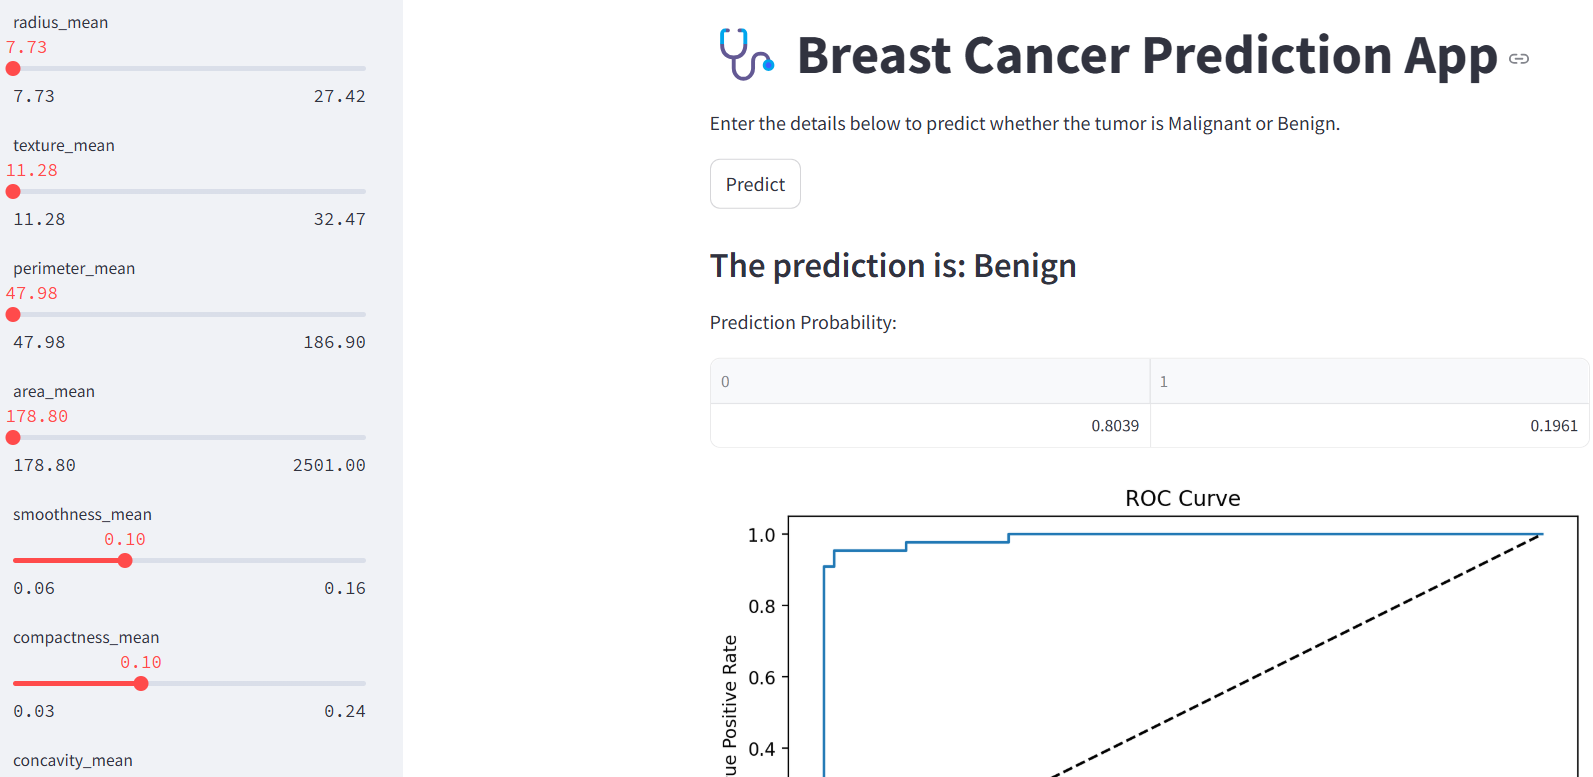 radius_mean
7.73
7.73 27.42
texture_mean
11.28
11.28 32.47
perimeter_mean
47.98
47.98 186.90
area_mean
178.80
178.80 2501.00
smoothness_mean
0.10
0.06 0.16
compactness_mean
0.10
0.03 0.24
concavity_mean
Breast Cancer Prediction App
Enter the details below to predict whether the tumor is Malignant or Benign.
Predict
The prediction is: Benign
Prediction Probability:
0 1
0.8039 0.1961
ROC Curve
1.0
0.8
0.6
0.4
ue Positive Rate